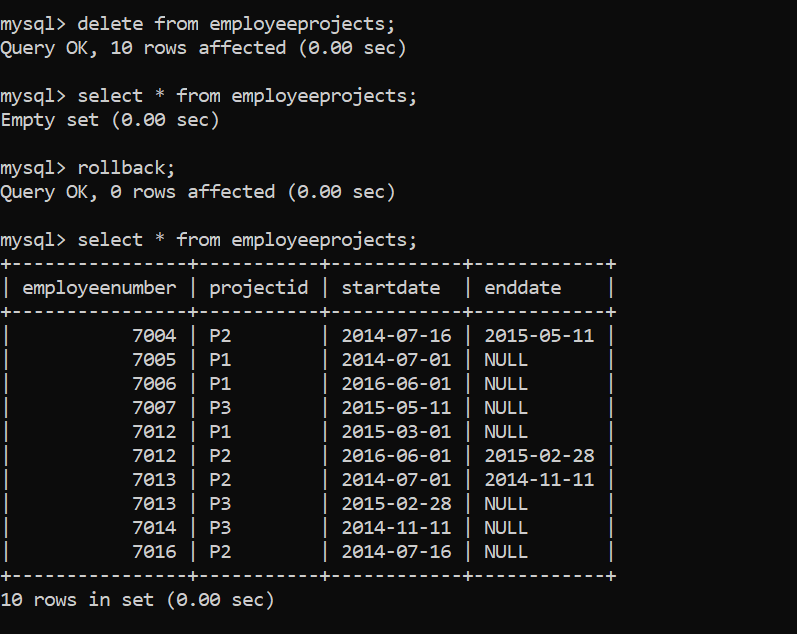 mysql> delete from employeeprojects;
Query OK, 10 rows affected (0.00 sec)

mysql> select * from employeeprojects;
Empty set (0.00 sec)

mysql> rollback;
Query OK, 0 rows affected (0.00 sec)

mysql> select * from employeeprojects;
+----------------+-----------+------------+------------+
| employeenumber | projectid | startdate  | enddate    |
+----------------+-----------+------------+------------+
|           7004 | P2        | 2014-07-16 | 2015-05-11 |
|           7005 | P1        | 2014-07-01 | NULL       |
|           7006 | P1        | 2016-06-01 | NULL       |
|           7007 | P3        | 2015-05-11 | NULL       |
|           7012 | P1        | 2015-03-01 | NULL       |
|           7012 | P2        | 2016-06-01 | 2015-02-28 |
|           7013 | P2        | 2014-07-01 | 2014-11-11 |
|           7013 | P3        | 2015-02-28 | NULL       |
|           7014 | P3        | 2014-11-11 | NULL       |
|           7016 | P2        | 2014-07-16 | NULL       |
+----------------+-----------+------------+------------+
10 rows in set (0.00 sec)